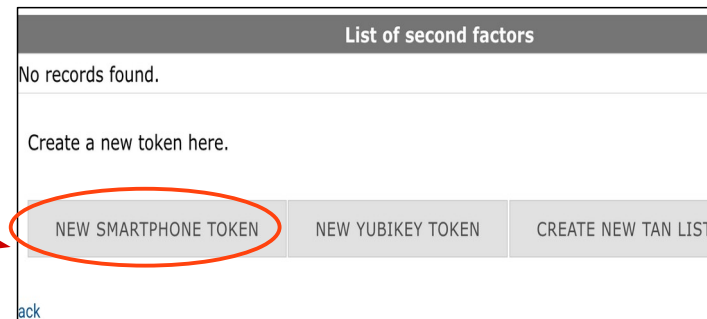 List of second factors
No records found.
Create a new token here.
NEW SMARTPHONE TOKEN NEW YUBIKEY TOKEN CREATE NEW TAN LIST
ack